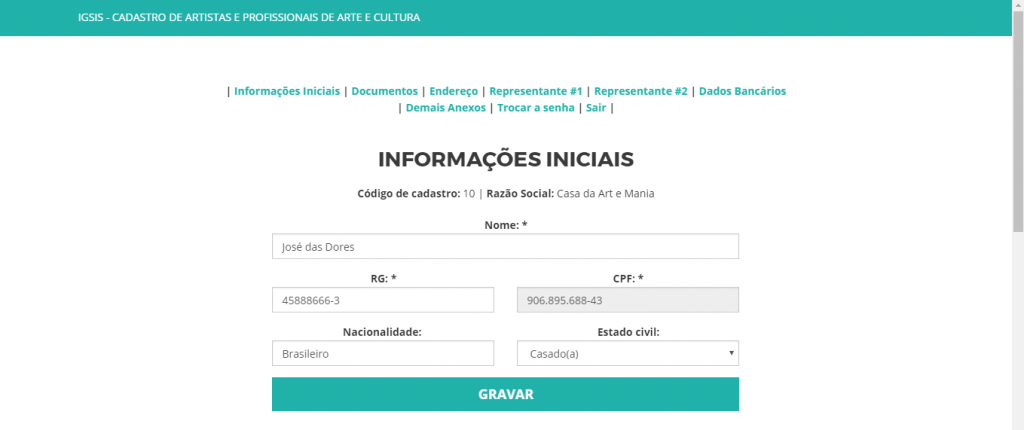 IGSIS - CADASTRO DE ARTISTAS E PROFISSIONAIS DE ARTE E CULTURA
| Informações Iniciais | Documentos | Endereço | Representante #1 | Representante #2 | Dados Bancários
| Demais Anexos | Trocar a senha | Sair |
INFORMAÇÕES INICIAIS
Código de cadastro: 10 | Razão Social: Casa da Art e Mania
Nome: *
José das Dores
RG: * CPF: *
45888666-3 906.895.688-43
Nacionalidade: Estado civil:
Brasileiro Casado(a)
GRAVAR